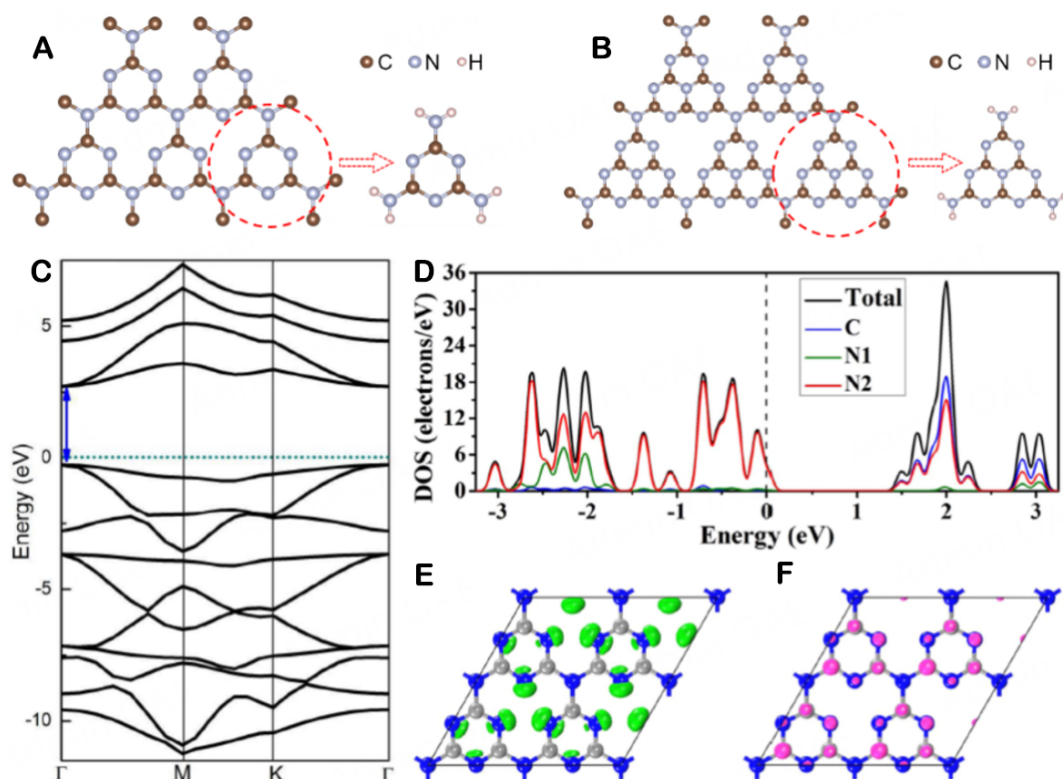 A
C N H
B
C N H
C
5
0
-5
-10
Energy (eV)
Γ M K Γ
D
36
30
24
18
12
6
0
DOS (electrons/eV)
Total
C
N1
N2
-3 -2 -1 0 1 2 3
Energy (eV)
E
F